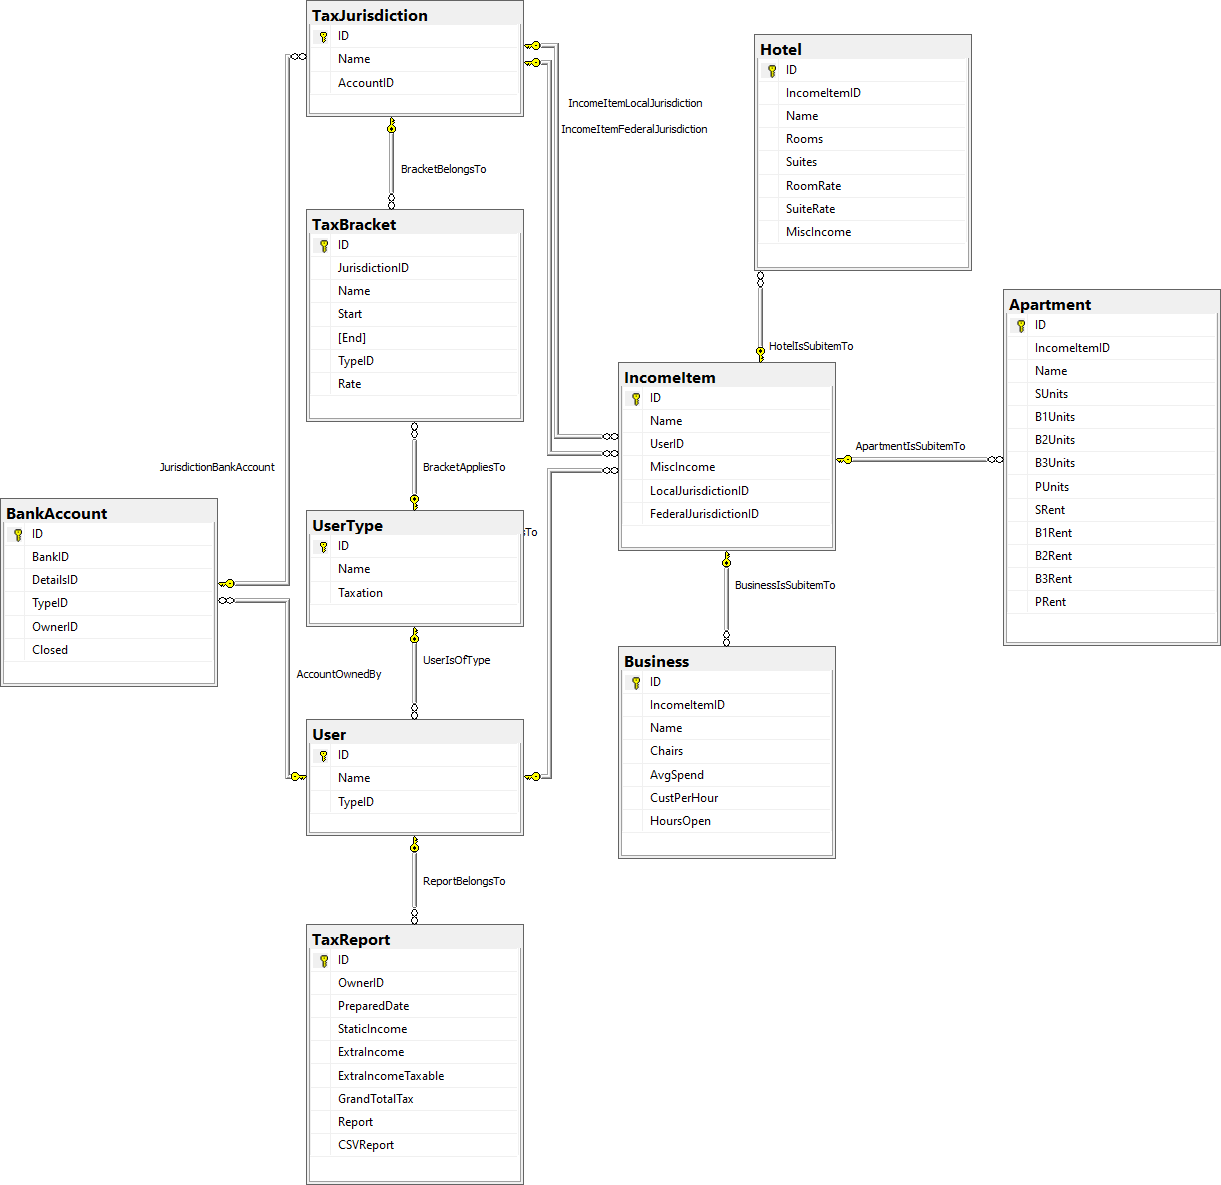 TaxJurisdiction
ID
Name
AccountID
IncomeItemLocalJurisdiction
IncomeItemFederalJurisdiction
BracketBelongsTo
Hotel
ID
IncomeItemID
Name
Rooms
Suites
RoomRate
SuiteRate
MiscIncome
TaxBracket
ID
JurisdictionID
Name
Start
[End]
TypeID
Rate
HotelIsSubitemTo
Apartment
ID
IncomeItemID
Name
SUnits
B1Units
B2Units
B3Units
PUnits
SRent
B1Rent
B2Rent
B3Rent
PRent
IncomeItem
ID
Name
UserID
MiscIncome
LocalJurisdictionID
FederalJurisdictionID
ApartmentIsSubitemTo
JurisdictionBankAccount
BracketAppliesTo
BankAccount
ID
BankID
DetailsID
TypeID
OwnerID
Closed
UserType
ID
Name
Taxation
To
BusinessIsSubitemTo
AccountOwnedBy
UserIsOfType
Business
ID
IncomeItemID
Name
Chairs
AvgSpend
CustPerHour
HoursOpen
User
ID
Name
TypeID
ReportBelongsTo
TaxReport
ID
OwnerID
PreparedDate
StaticIncome
ExtraIncome
ExtraIncomeTaxable
GrandTotalTax
Report
CSVReport